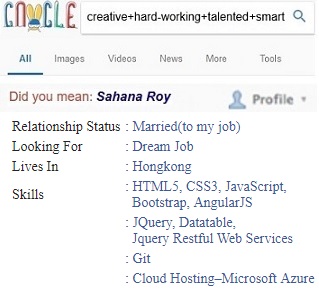 GOOGLE
creative+hard-working+talented+smart
All Images Videos News More Tools
Did you mean: Sahana Roy
Profile
Relationship Status : Married(to my job)
Looking For : Dream Job
Lives In : Hongkong
Skills : HTML5, CSS3, JavaScript,
Bootstrap, AngularJS
: JQuery, Datatable,
Jquery Restful Web Services
: Git
: Cloud Hosting–Microsoft Azure